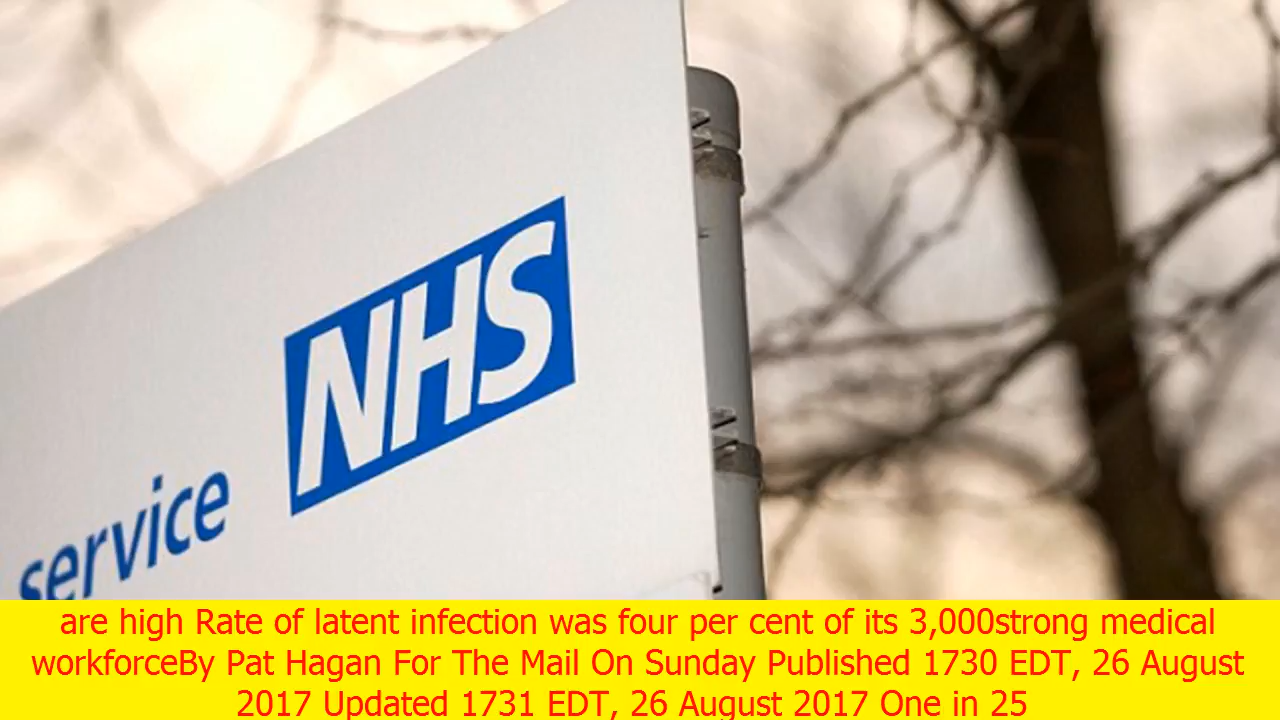 NHS
service
are high Rate of latent infection was four per cent of its 3,000strong medical
workforceBy Pat Hagan For The Mail On Sunday Published 1730 EDT, 26 August
2017 Updated 1731 EDT, 26 August 2017 One in 25